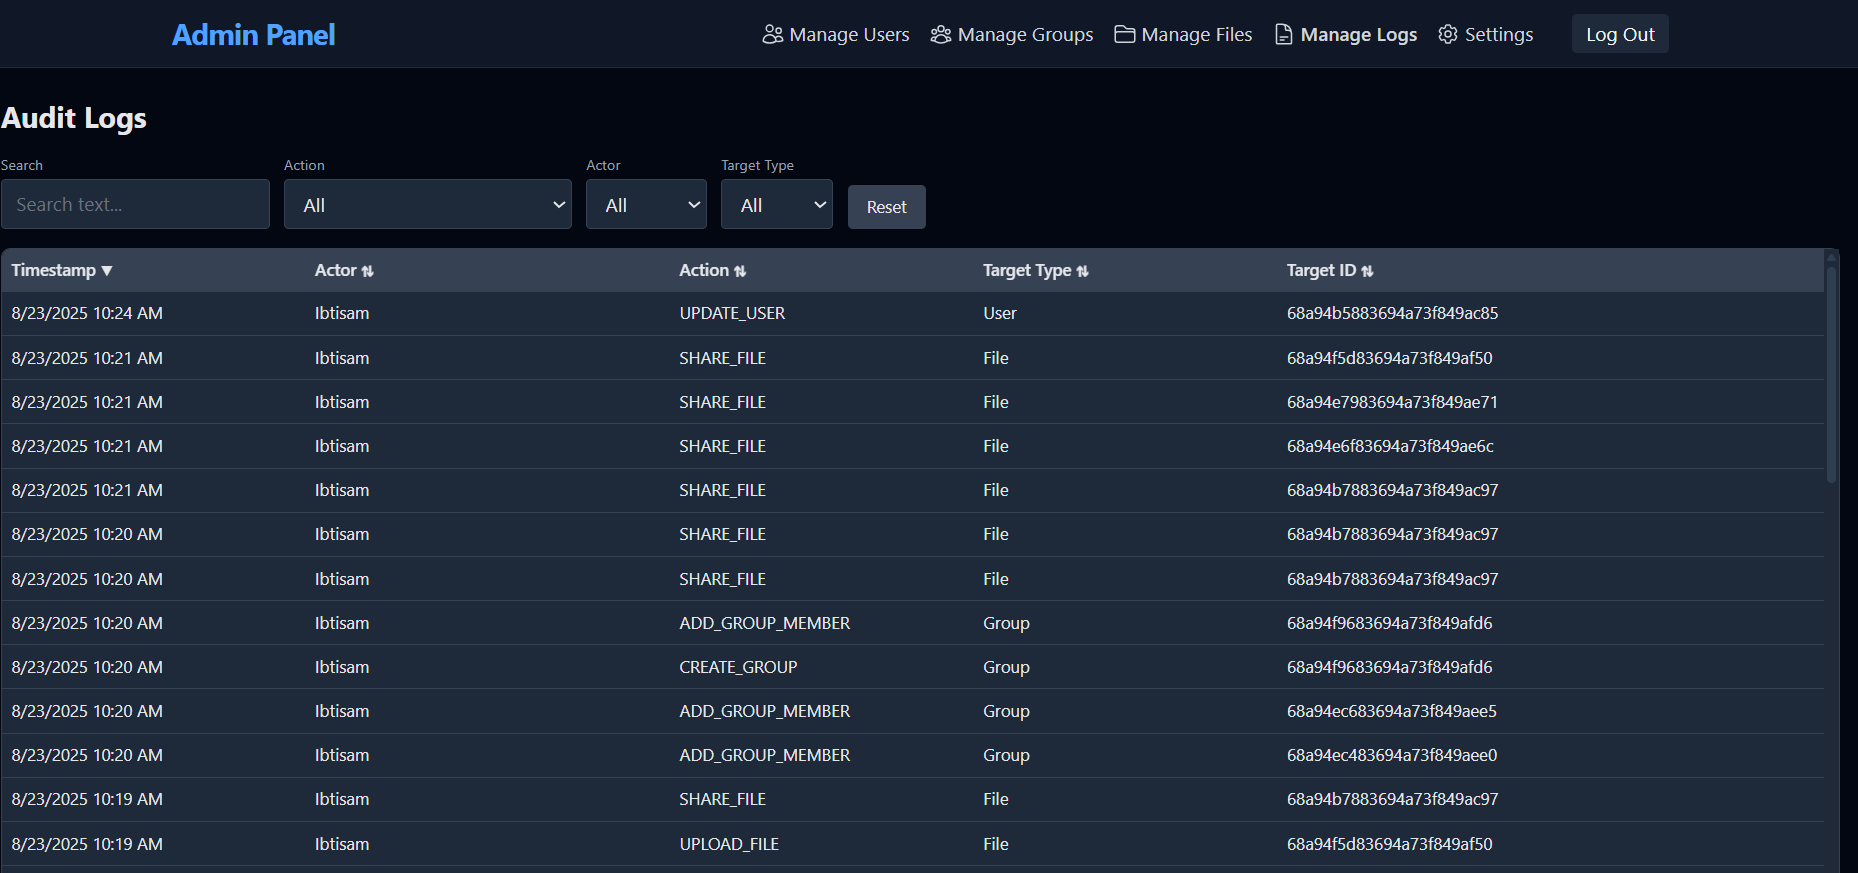 Admin Panel Manage Users Manage Groups Manage Files Manage Logs Settings Log Out
Audit Logs
Search Action Actor Target Type
Search text... All All All Reset
Timestamp ▼ Actor ⇅ Action ⇅ Target Type ⇅ Target ID ⇅
8/23/2025 10:24 AM Ibtisam UPDATE_USER User 68a94b5883694a73f849ac85
8/23/2025 10:21 AM Ibtisam SHARE_FILE File 68a94f5d83694a73f849af50
8/23/2025 10:21 AM Ibtisam SHARE_FILE File 68a94e7983694a73f849ae71
8/23/2025 10:21 AM Ibtisam SHARE_FILE File 68a94e6f83694a73f849ae6c
8/23/2025 10:21 AM Ibtisam SHARE_FILE File 68a94b7883694a73f849ac97
8/23/2025 10:20 AM Ibtisam SHARE_FILE File 68a94b7883694a73f849ac97
8/23/2025 10:20 AM Ibtisam SHARE_FILE File 68a94b7883694a73f849ac97
8/23/2025 10:20 AM Ibtisam ADD_GROUP_MEMBER Group 68a94f9683694a73f849afd6
8/23/2025 10:20 AM Ibtisam CREATE_GROUP Group 68a94f9683694a73f849afd6
8/23/2025 10:20 AM Ibtisam ADD_GROUP_MEMBER Group 68a94ec683694a73f849aee5
8/23/2025 10:20 AM Ibtisam ADD_GROUP_MEMBER Group 68a94ec483694a73f849aee0
8/23/2025 10:19 AM Ibtisam SHARE_FILE File 68a94b7883694a73f849ac97
8/23/2025 10:19 AM Ibtisam UPLOAD_FILE File 68a94f5d83694a73f849af50